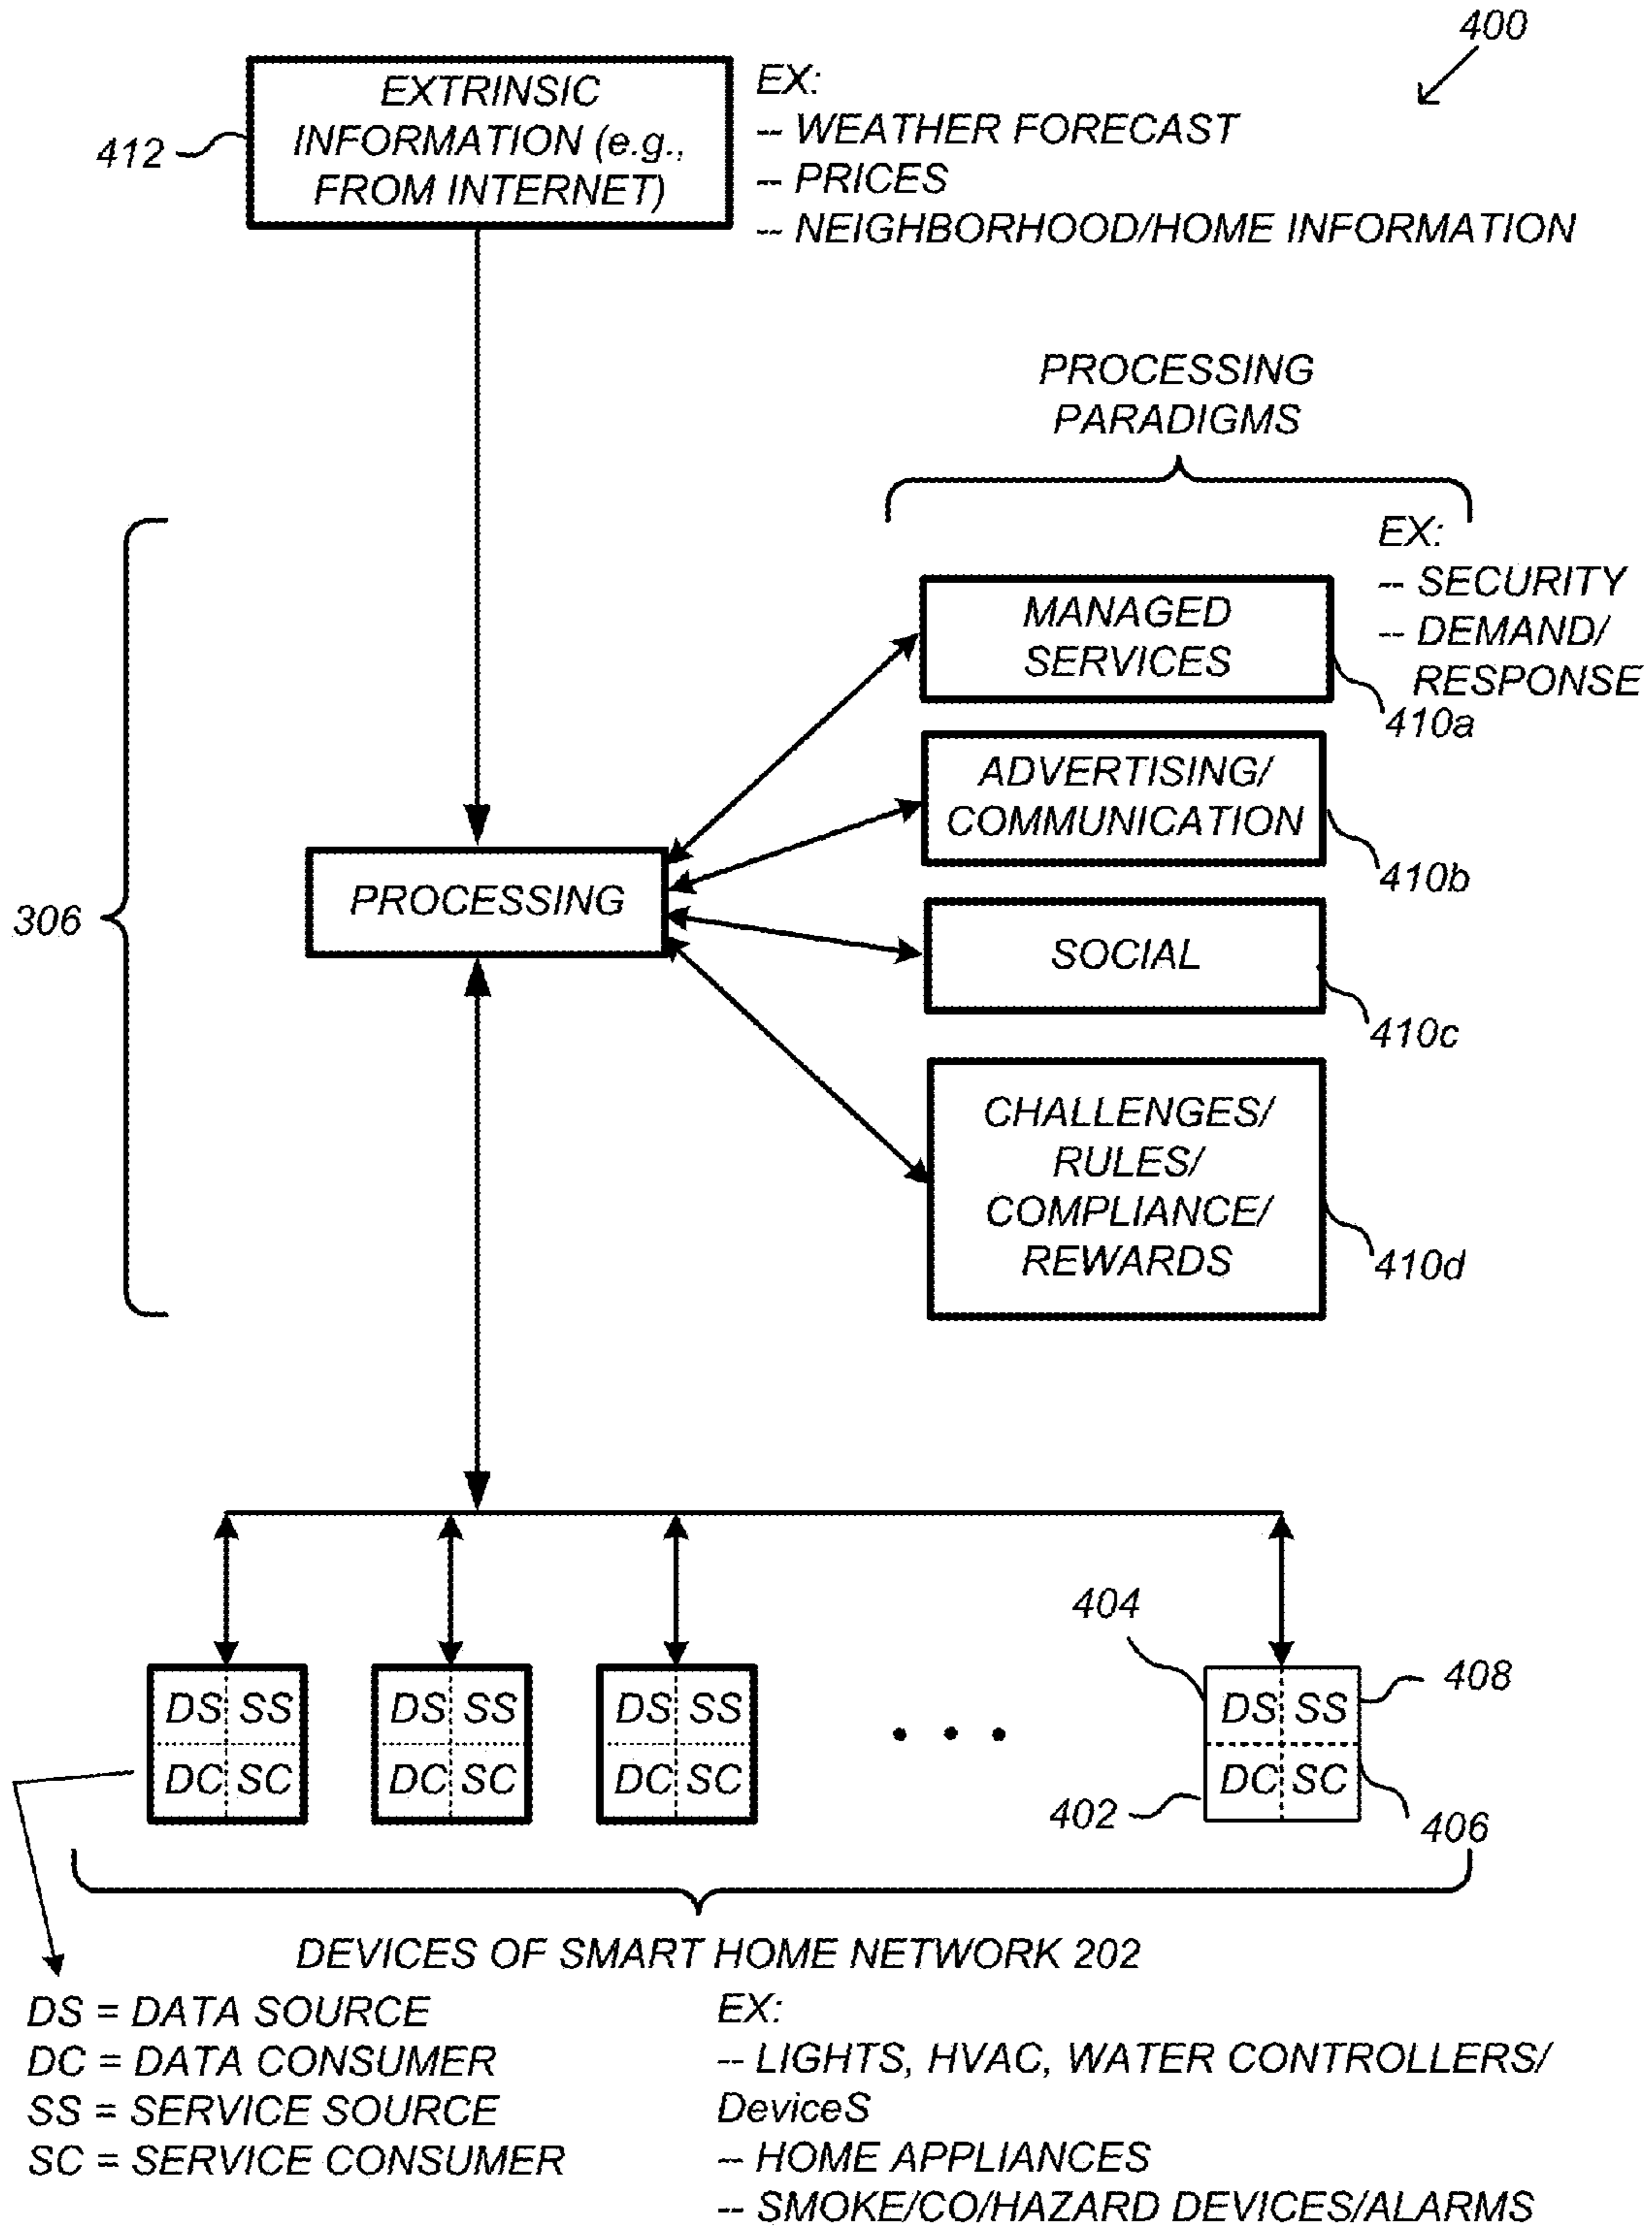 400
EXTRINSIC
INFORMATION (e.g.,
FROM INTERNET)
412
EX:
-- WEATHER FORECAST
-- PRICES
-- NEIGHBORHOOD/HOME INFORMATION
PROCESSING
PARADIGMS
EX:
-- SECURITY
-- DEMAND/
RESPONSE
MANAGED
SERVICES
410a
ADVERTISING/
COMMUNICATION
410b
306
PROCESSING
SOCIAL
410c
CHALLENGES/
RULES/
COMPLIANCE/
REWARDS
410d
404
408
DS SS
DC SC
DS SS
DC SC
DS SS
DC SC
• • •
DS SS
DC SC
402
406
DEVICES OF SMART HOME NETWORK 202
DS = DATA SOURCE
DC = DATA CONSUMER
SS = SERVICE SOURCE
SC = SERVICE CONSUMER
EX:
-- LIGHTS, HVAC, WATER CONTROLLERS/
DeviceS
-- HOME APPLIANCES
-- SMOKE/CO/HAZARD DEVICES/ALARMS